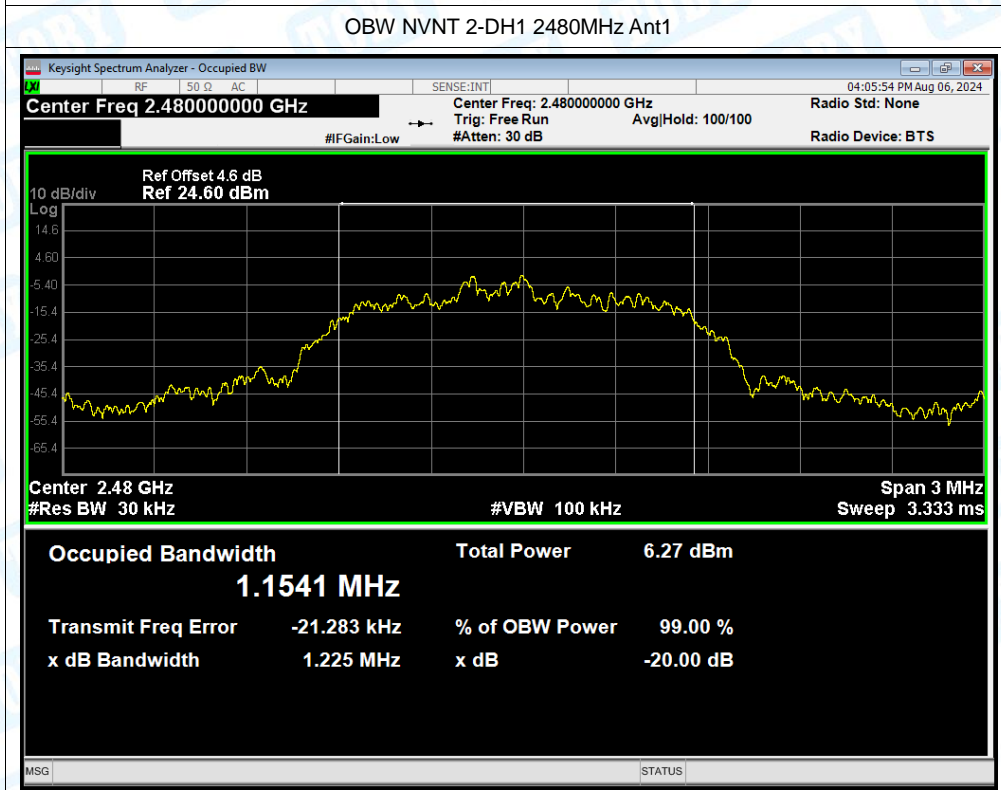 OBW NVNT 2-DH1 2480MHz Ant1
Keysight Spectrum Analyzer - Occupied BW
LXI RF 50 Ω AC SENSE:INT 04:05:54 PM Aug 06, 2024
Center Freq 2.480000000 GHz Center Freq: 2.480000000 GHz Radio Std: None
Trig: Free Run Avg|Hold: 100/100
#IFGain:Low #Atten: 30 dB Radio Device: BTS
Ref Offset 4.6 dB
10 dB/div Ref 24.60 dBm
Log
14.6
4.60
-5.40
-15.4
-25.4
-35.4
-45.4
-55.4
-65.4
Center 2.48 GHz Span 3 MHz
#Res BW 30 kHz #VBW 100 kHz Sweep 3.333 ms
Occupied Bandwidth Total Power 6.27 dBm
1.1541 MHz
Transmit Freq Error -21.283 kHz % of OBW Power 99.00 %
x dB Bandwidth 1.225 MHz x dB -20.00 dB
MSG STATUS